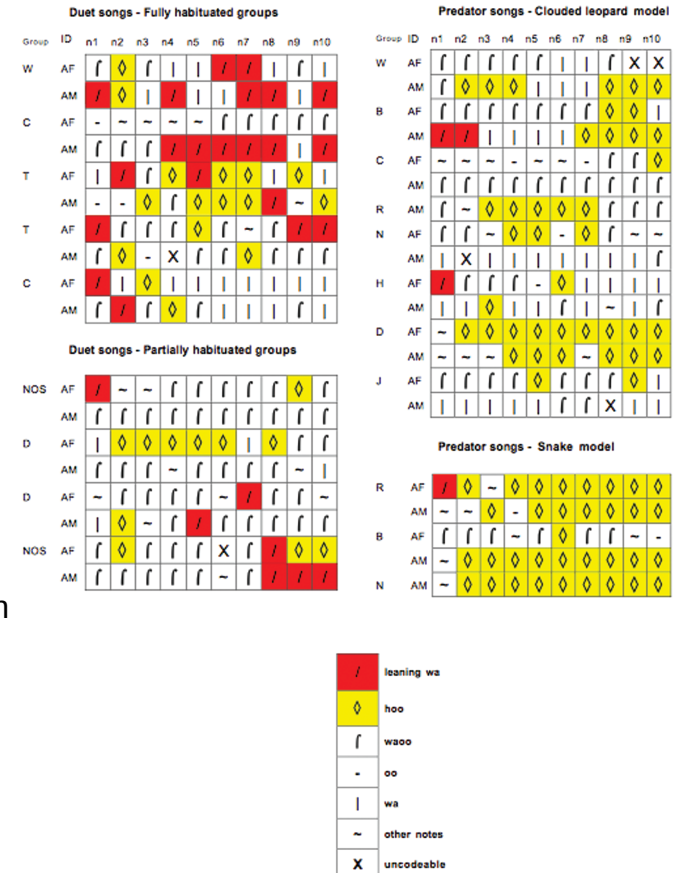 Duet songs - Fully habituated groups
Group ID n1 n2 n3 n4 n5 n6 n7 n8 n9 n10
W AF ʃ ◊ ʃ | | / / | ʃ |
AM / ◊ | / | | / / | /
C AF - ~ ~ ~ ~ ʃ ʃ ʃ ʃ ʃ
AM ʃ ʃ ʃ / / / / / | /
T AF | / ʃ ◊ / ◊ ◊ | ◊ |
AM - - ◊ ʃ ◊ ◊ ◊ / ~ ◊
T AF / ʃ ʃ ʃ ◊ ʃ ~ ʃ / /
AM ʃ ◊ - X ʃ ʃ ◊ ʃ ʃ ʃ
C AF / | ◊ | | | | | | |
AM ʃ / ʃ ◊ ʃ | | | ʃ |
Duet songs - Partially habituated groups
NOS AF / ~ ~ ʃ ʃ ʃ ʃ ʃ ◊ ʃ
AM ʃ ʃ ʃ ʃ ʃ ʃ ʃ ʃ ʃ ʃ
D AF | ◊ ◊ ◊ ◊ ◊ | ◊ ʃ ʃ
AM ʃ ʃ ʃ ~ ʃ ʃ ʃ ʃ ~ |
D AF ~ ʃ ʃ ʃ ʃ ~ / ʃ ʃ ~
AM | ◊ ~ ʃ / ʃ ʃ ʃ ʃ ʃ
NOS AF ʃ ◊ ʃ ʃ ʃ X ʃ / ◊ ◊
AM ʃ ʃ ʃ ʃ ʃ ~ ʃ / / /
n
Predator songs - Clouded leopard model
Group ID n1 n2 n3 n4 n5 n6 n7 n8 n9 n10
W AF ʃ ʃ ʃ ʃ ʃ | | ʃ X X
AM ʃ ◊ ◊ ◊ | | | ◊ ◊ ◊
B AF ʃ ʃ ʃ ʃ ʃ ʃ ʃ ◊ ◊ |
AM / / | | | | ◊ ◊ ◊ ◊
C AF ~ ~ ~ - ~ ~ - ʃ ʃ ◊
AM ʃ ʃ ʃ ʃ ʃ ʃ ʃ ʃ ʃ ʃ
R AM ʃ ~ ◊ ◊ ◊ ◊ ◊ ʃ ʃ ʃ
N AF ʃ ʃ ~ ◊ ◊ - ◊ ʃ ~ ~
AM | X | | | | | | | ʃ
H AF / ʃ ʃ ʃ - ◊ | | | |
AM | | ◊ | | ʃ | ~ | ʃ
D AF ~ ◊ ◊ ◊ ◊ ◊ ◊ ◊ ◊ ◊
AM ~ ~ ~ ◊ ◊ ◊ ~ ◊ ◊ ◊
J AF ʃ ʃ ʃ ʃ ◊ ʃ ʃ ʃ ◊ |
AM | | | | | ʃ ʃ X | |
Predator songs - Snake model
R AF / ◊ ~ ◊ ◊ ◊ ◊ ◊ ◊ ◊
AM ~ ~ ◊ - ◊ ◊ ◊ ◊ ◊ ◊
B AF ʃ ʃ ʃ ~ ʃ ◊ ʃ ʃ ~ -
AM ~ ◊ ◊ ◊ ◊ ◊ ◊ ◊ ◊ ◊
N AM ~ ◊ ◊ ◊ ◊ ◊ ◊ ◊ ◊ ◊
/ leaning wa
◊ hoo
ʃ waoo
- oo
| wa
~ other notes
X uncodeable